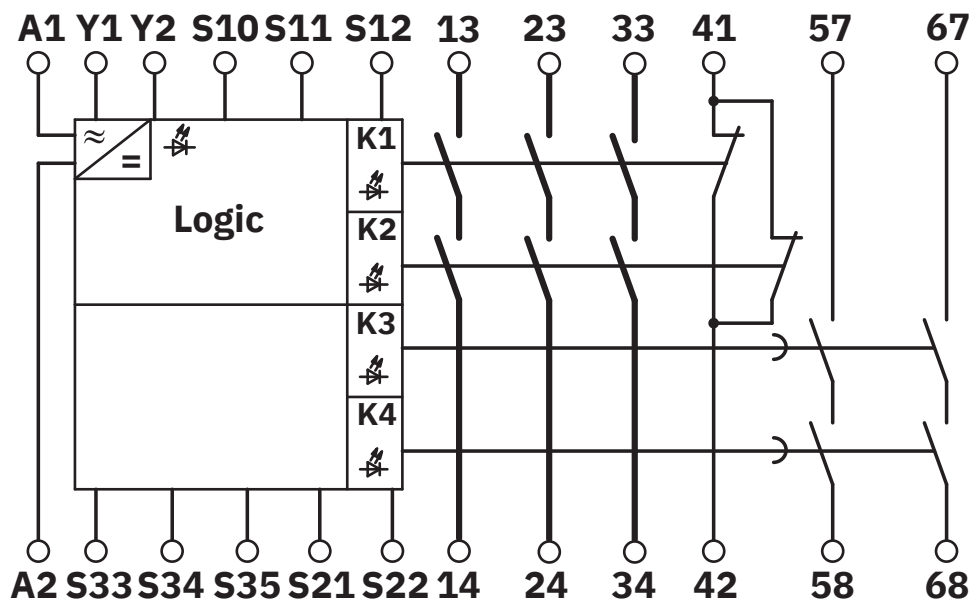 A1 Y1 Y2 S10 S11 S12 13 23 33 41 57 67
≈
=
K1
Logic
K2
K3
K4
A2 S33 S34 S35 S21 S22 14 24 34 42 58 68